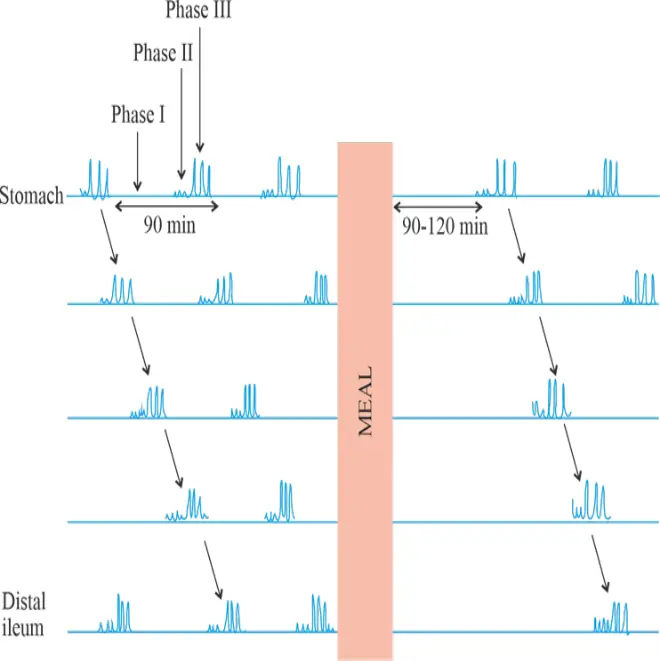 Phase III
Phase II
Phase I
Stomach
90 min
90-120 min
MEAL
Distal
ileum